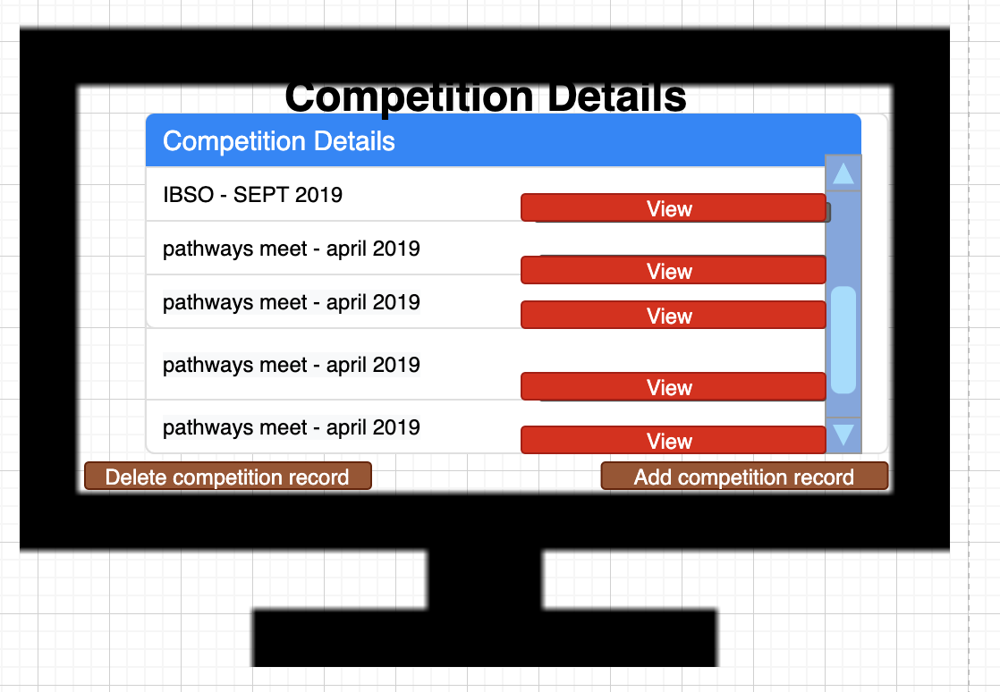 Competition Details
Competition Details
IBSO - SEPT 2019
View
pathways meet - april 2019
View
pathways meet - april 2019
View
pathways meet - april 2019
View
pathways meet - april 2019
View
Delete competition record
Add competition record